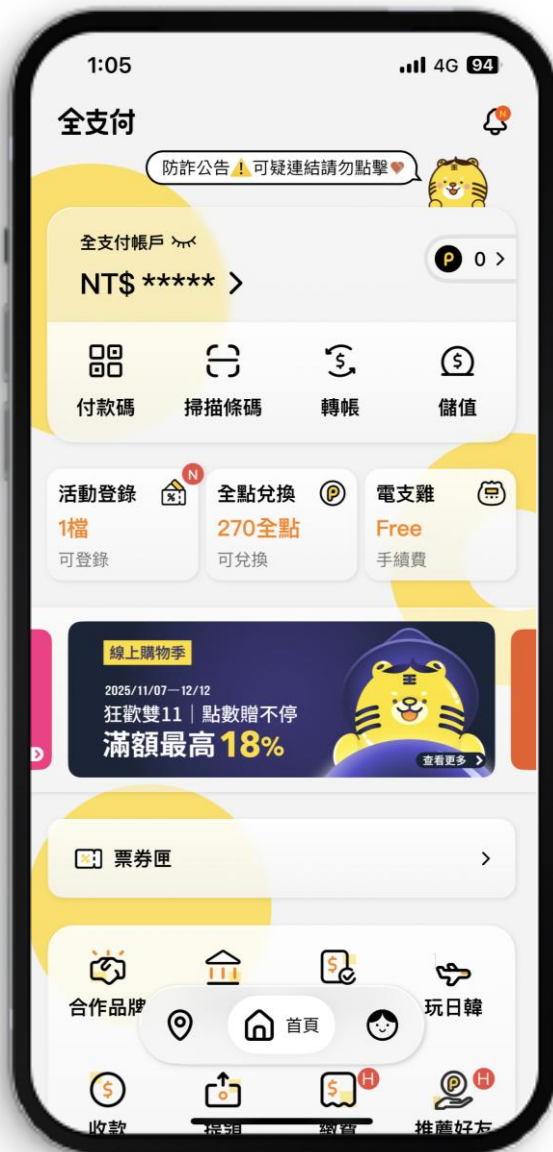 1:05
4G 94
全支付
N
防詐公告⚠️可疑連結請勿點擊
全支付帳戶
P 0 >
NT$ ***** >
付款碼 掃描條碼 轉帳 儲值
N
活動登錄 全點兌換 電支雞
1檔 270全點 Free
可登錄 可兌換 手續費
線上購物季
2025/11/07—12/12
狂歡雙11｜點數贈不停
滿額最高18%
查看更多 >
票券匣 >
合作品牌 玩日韓
首頁
H H
收款 提領 繳費 推薦好友